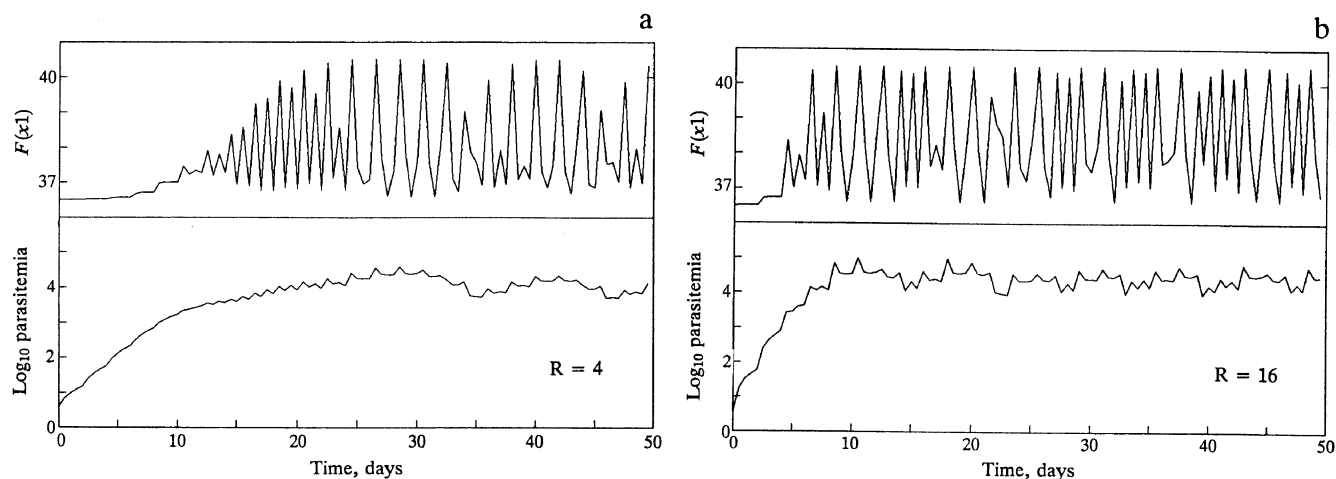 a
40
F(x1)
37
Log10 parasitemia
4
2
0
R = 4
0 10 20 30 40 50
Time, days
b
40
F(x1)
37
Log10 parasitemia
4
2
0
R = 16
0 10 20 30 40 50
Time, days